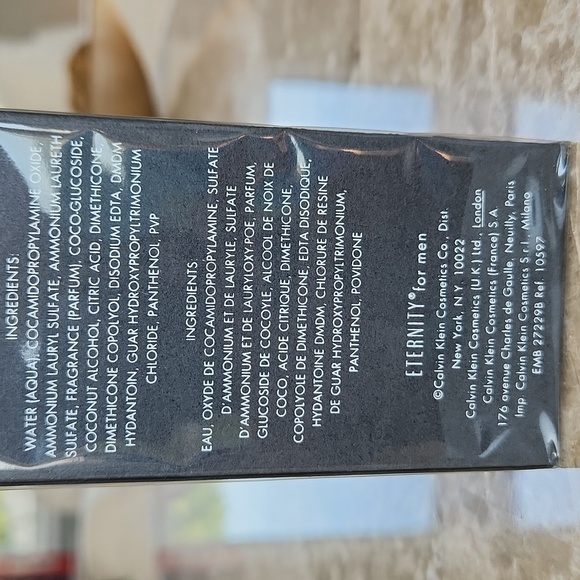 INGREDIENTS:
WATER (AQUA), COCAMIDOPROPYLAMINE OXIDE,
AMMONIUM LAURYL SULFATE, AMMONIUM LAURETH
SULFATE, FRAGRANCE (PARFUM), COCO-GLUCOSIDE,
COCONUT ALCOHOL, CITRIC ACID, DIMETHICONE,
DIMETHICONE COPOLYOL, DISODIUM EDTA, DMDM
HYDANTOIN, GUAR HYDROXYPROPYLTRIMONIUM
CHLORIDE, PANTHENOL, PVP
INGREDIENTS:
EAU, OXYDE DE COCAMIDOPROPYLAMINE, SULFATE
D'AMMONIUM ET DE LAURYLE, SULFATE
D'AMMONIUM ET DE LAURYLOXY-POE, PARFUM,
GLUCOSIDE DE COCOYLE, ALCOOL DE NOIX DE
COCO, ACIDE CITRIQUE, DIMETHICONE,
COPOLYOLE DE DIMETHICONE, EDTA DISODIQUE,
HYDANTOINE DMDM, CHLORURE DE RESINE
DE GUAR HYDROXYPROPYLTRIMONIUM,
PANTHENOL, POVIDONE
ETERNITY® for men
©Calvin Klein Cosmetics Co., Dist.
New York, N.Y. 10022
Calvin Klein Cosmetics (U.K.) Ltd., London
Calvin Klein Cosmetics (France) S.A.
176 avenue Charles de Gaulle, Neuilly, Paris
Imp. Calvin Klein Cosmetics S.r.l., Milano
EMB 27229B Ref. 10597